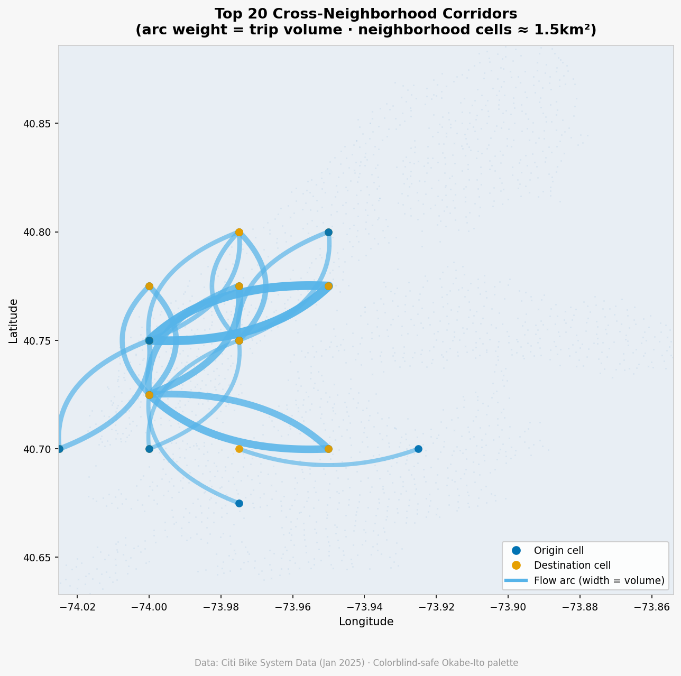 Top 20 Cross-Neighborhood Corridors
(arc weight = trip volume · neighborhood cells ≈ 1.5km²)
Latitude
40.85
40.80
40.75
40.70
40.65
Origin cell
Destination cell
Flow arc (width = volume)
−74.02 −74.00 −73.98 −73.96 −73.94 −73.92 −73.90 −73.88 −73.86
Longitude
Data: Citi Bike System Data (Jan 2025) · Colorblind-safe Okabe-Ito palette